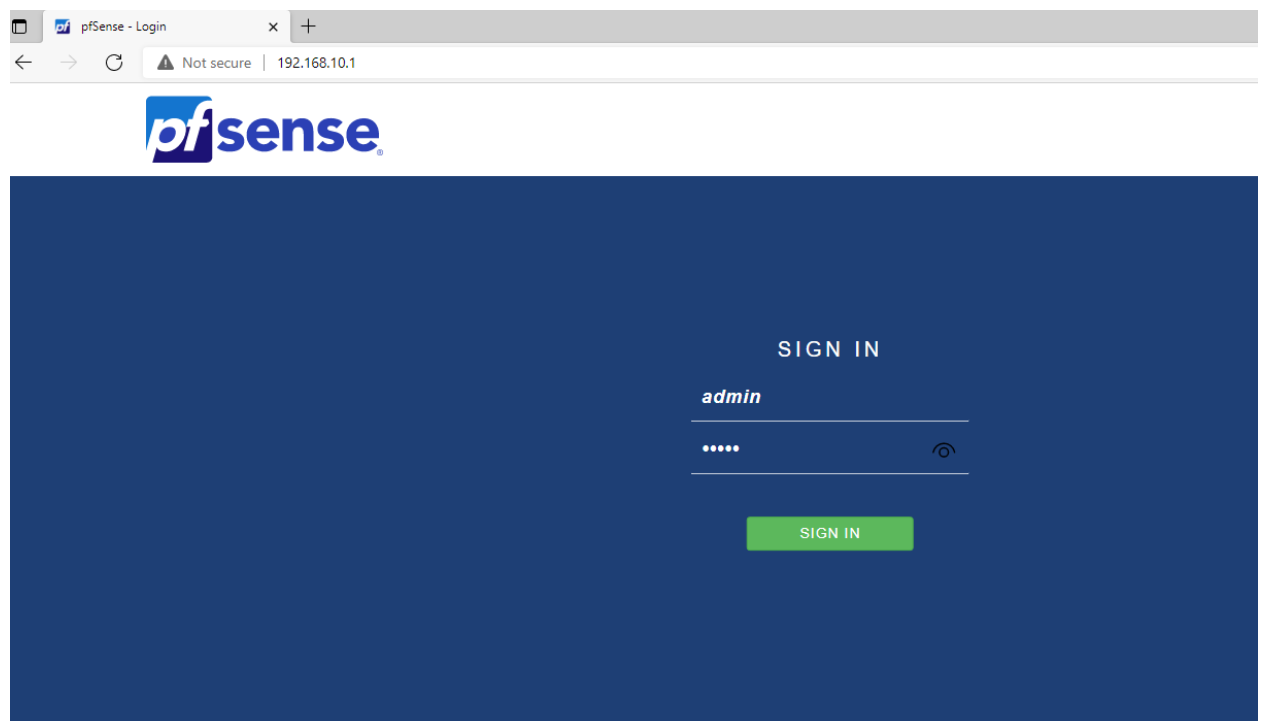 pfSense - Login
Not secure | 192.168.10.1
pfsense®
SIGN IN
admin
•••••
SIGN IN